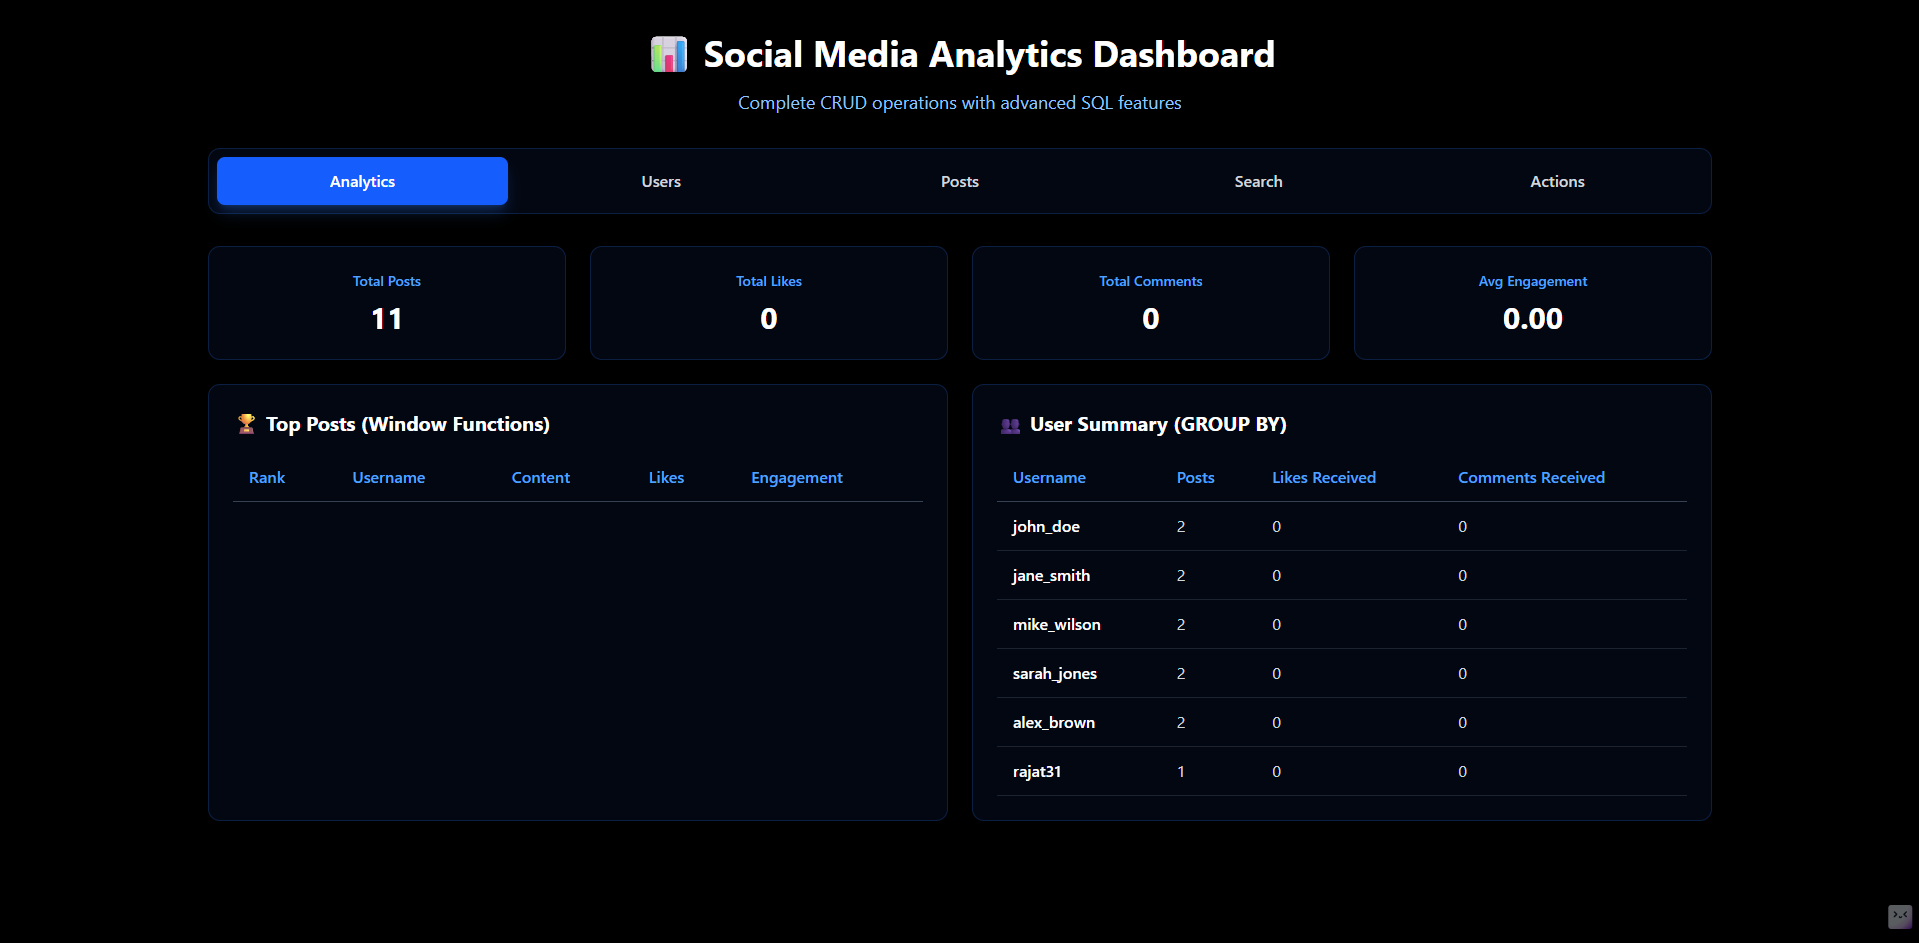 Social Media Analytics Dashboard
Complete CRUD operations with advanced SQL features
Analytics Users Posts Search Actions
Total Posts
11
Total Likes
0
Total Comments
0
Avg Engagement
0.00
Top Posts (Window Functions)
Rank Username Content Likes Engagement
User Summary (GROUP BY)
Username Posts Likes Received Comments Received
john_doe 2 0 0
jane_smith 2 0 0
mike_wilson 2 0 0
sarah_jones 2 0 0
alex_brown 2 0 0
rajat31 1 0 0